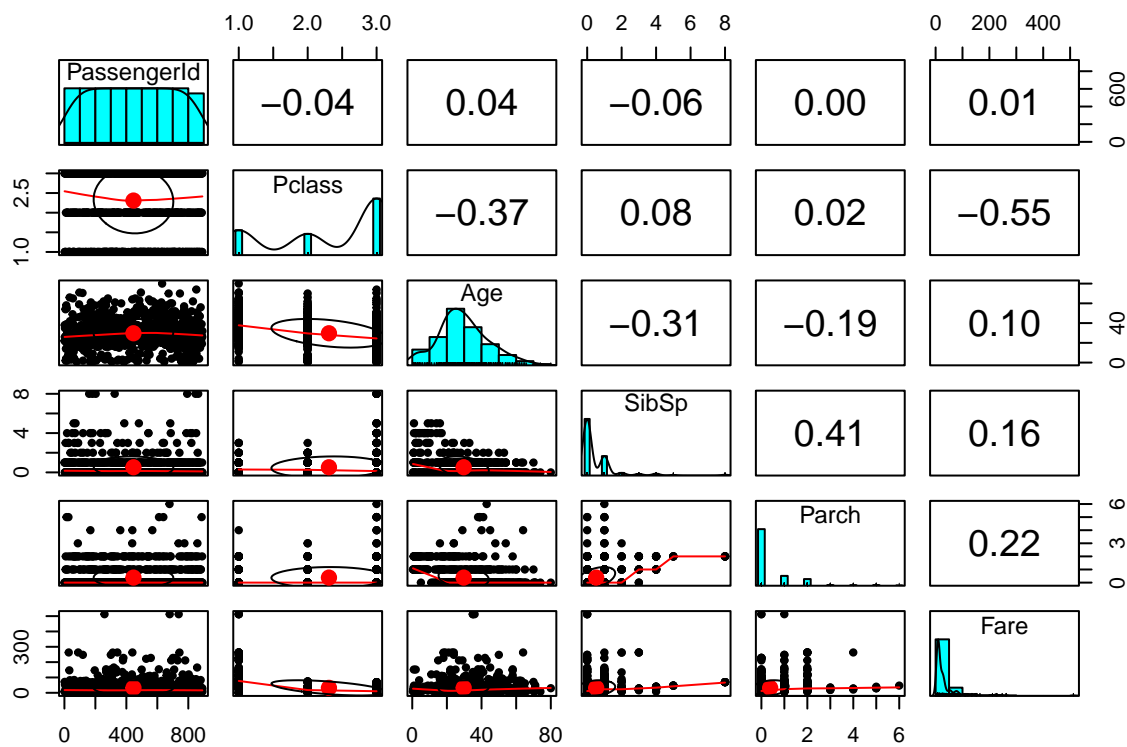 1.0 2.0 3.0 0 2 4 6 8 0 200 400
PassengerId −0.04 0.04 −0.06 0.00 0.01 0 600
1.0 2.5 Pclass −0.37 0.08 0.02 −0.55
Age −0.31 −0.19 0.10 0 40
0 4 8 SibSp 0.41 0.16
Parch 0.22 0 3 6
0 300 Fare
0 400 800 0 40 80 0 2 4 6